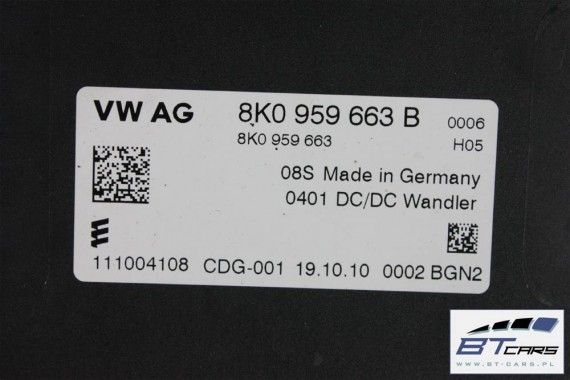 VW AG 8K0 959 663 B 0006
8K0 959 663 H05
08S Made in Germany
0401 DC/DC Wandler
111004108 CDG-001 19.10.10 0002 BGN2
BT CARS
WWW.BT-CARS.PL